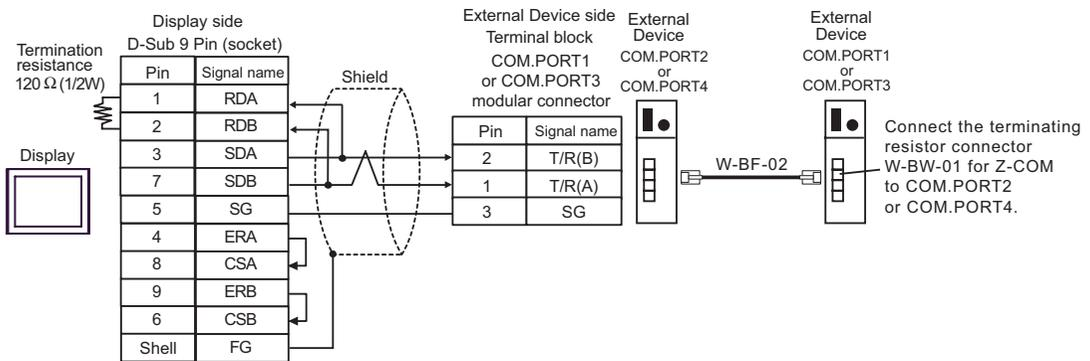 Display side
D-Sub 9 Pin (socket)
Termination
resistance
120 Ω (1/2W)
Pin Signal name
1 RDA
2 RDB
3 SDA
7 SDB
5 SG
4 ERA
8 CSA
9 ERB
6 CSB
Shell FG
Display
Shield
External Device side
Terminal block
COM.PORT1
or COM.PORT3
modular connector
Pin Signal name
2 T/R(B)
1 T/R(A)
3 SG
External
Device
COM.PORT2
or
COM.PORT4
W-BF-02
External
Device
COM.PORT1
or
COM.PORT3
Connect the terminating
resistor connector
W-BW-01 for Z-COM
to COM.PORT2
or COM.PORT4.